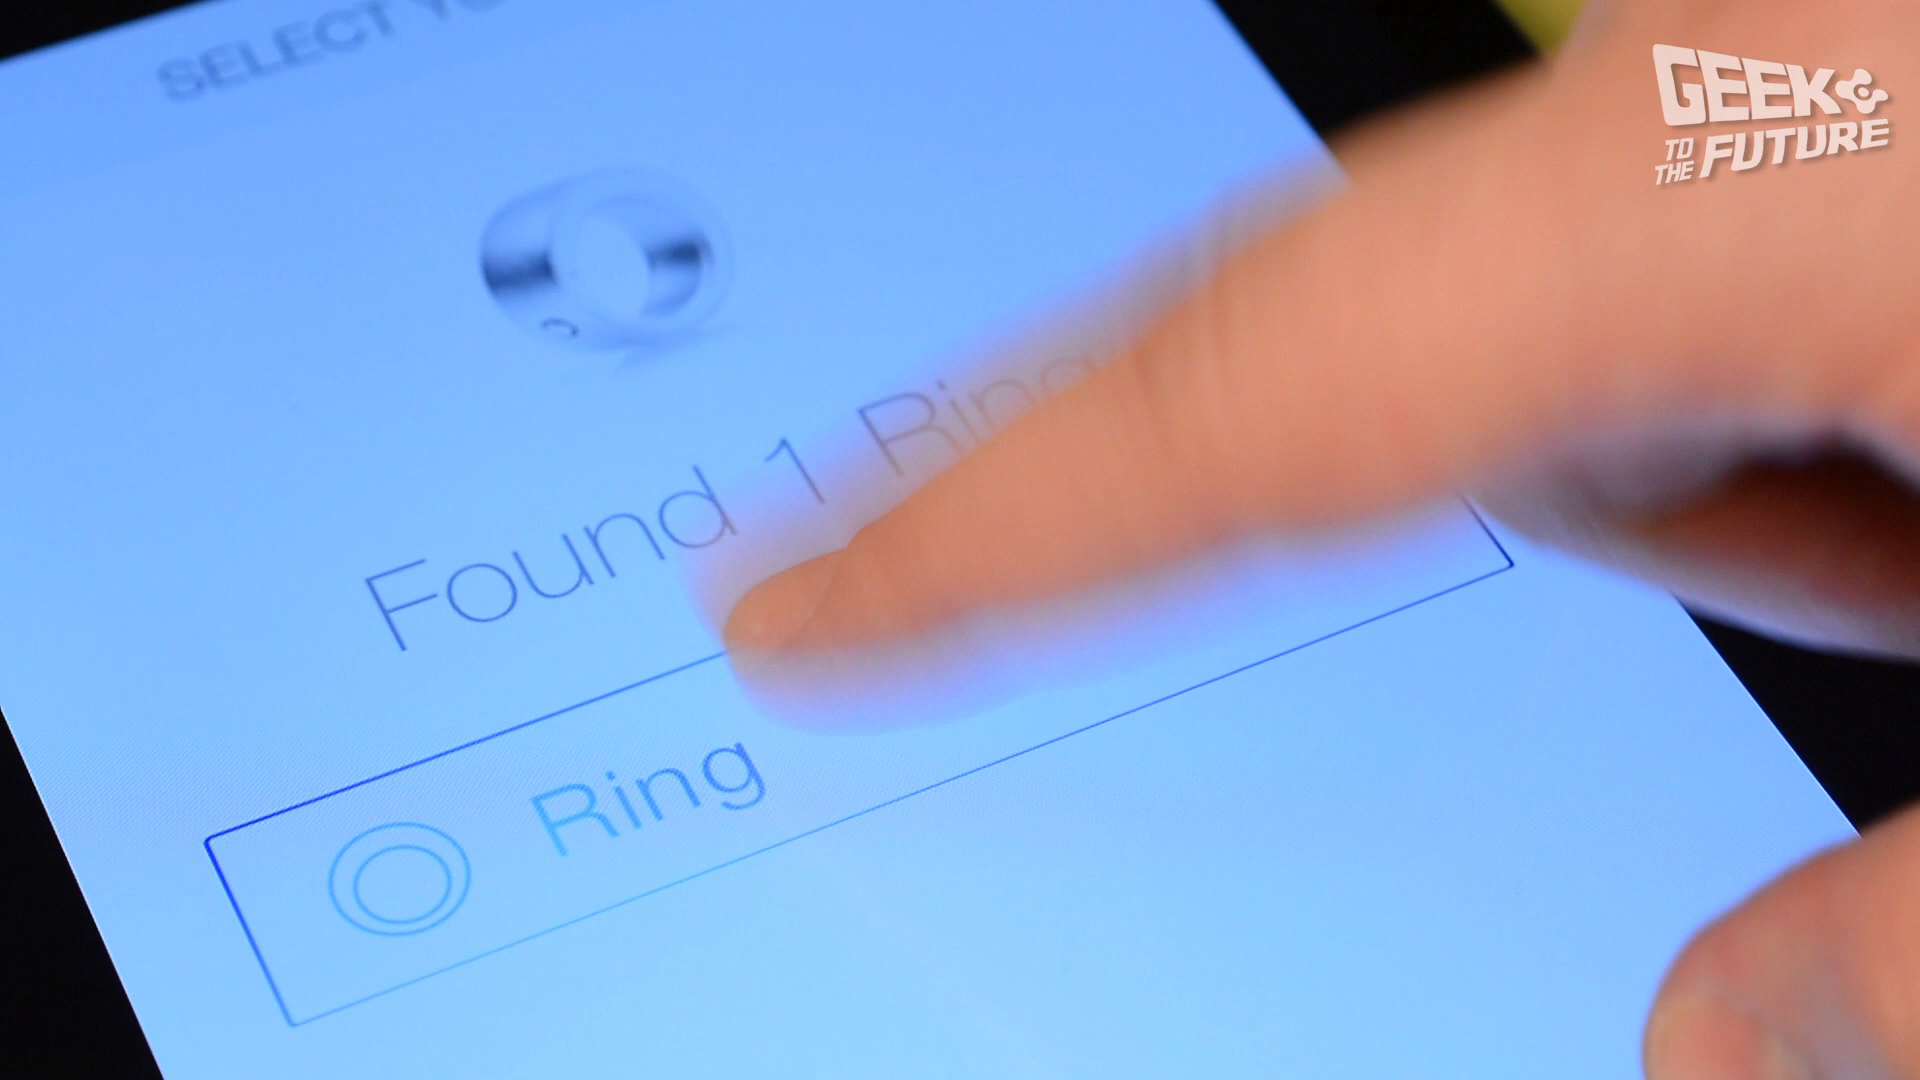 SELECT
Found 1 Ring
Ring
GEEK
TO THE FUTURE